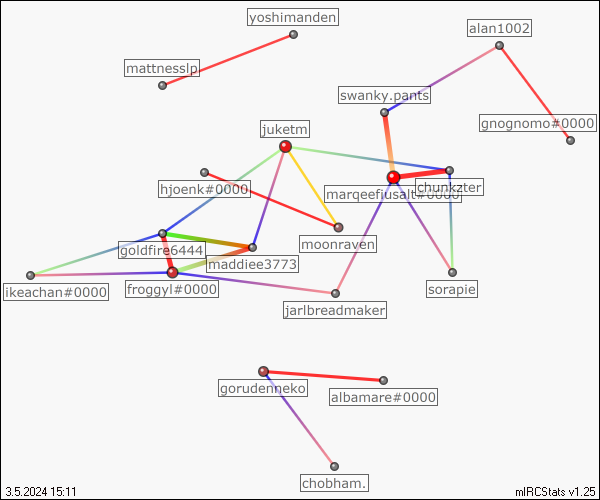 yoshimanden
alan1002
mattnesslp
swanky.pants
gnognomo#0000
juketm
hjoenk#0000
marqeefiusalt#0000
chunkzter
moonraven
goldfire6444
maddiee3773
ikeachan#0000
froggyl#0000
sorapie
jarlbreadmaker
gorudenneko
albamare#0000
chobham.
3.5.2024 15:11
mIRCStats v1.25